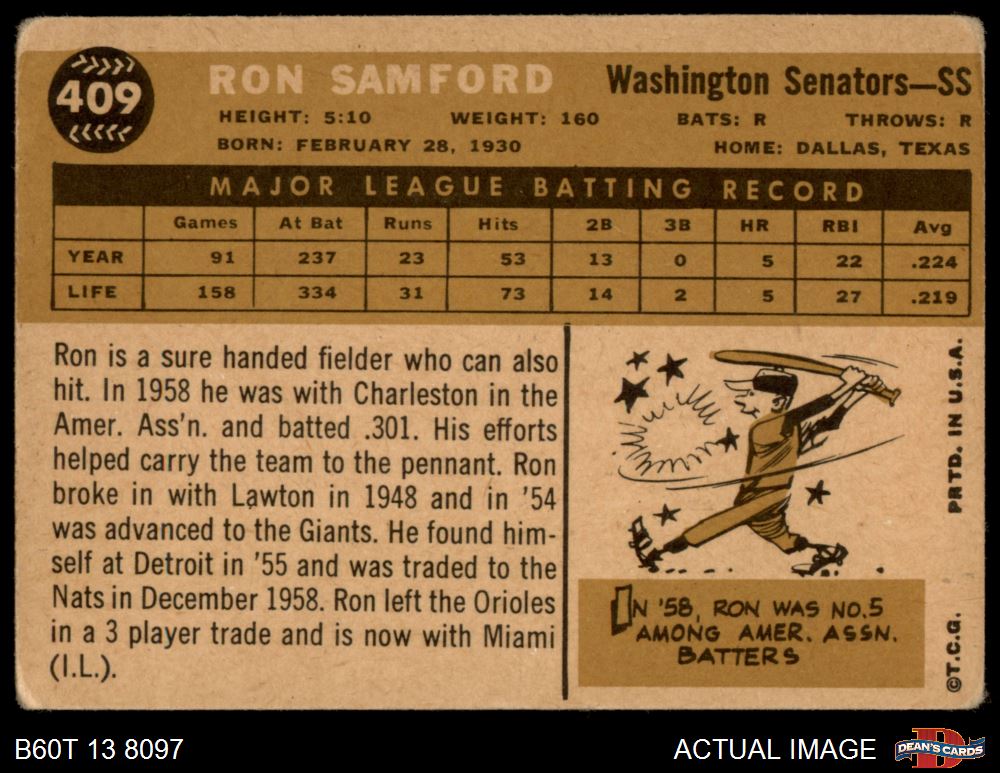 409
RON SAMFORD
Washington Senators—SS
HEIGHT: 5:10 WEIGHT: 160 BATS: R THROWS: R
BORN: FEBRUARY 28, 1930 HOME: DALLAS, TEXAS
MAJOR LEAGUE BATTING RECORD
Games At Bat Runs Hits 2B 3B HR RBI Avg
YEAR 91 237 23 53 13 0 5 22 .224
LIFE 158 334 31 73 14 2 5 27 .219
Ron is a sure handed fielder who can also
hit. In 1958 he was with Charleston in the
Amer. Ass'n. and batted .301. His efforts
helped carry the team to the pennant. Ron
broke in with Lawton in 1948 and in '54
was advanced to the Giants. He found him-
self at Detroit in '55 and was traded to the
Nats in December 1958. Ron left the Orioles
in a 3 player trade and is now with Miami
(I.L.).
IN '58, RON WAS NO.5
AMONG AMER. ASSN.
BATTERS
PRTD. IN U.S.A.
©T.C.G.
B60T 13 8097
ACTUAL IMAGE
DEAN'S CARDS